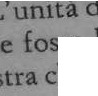 L'unità d
e fos
stra c